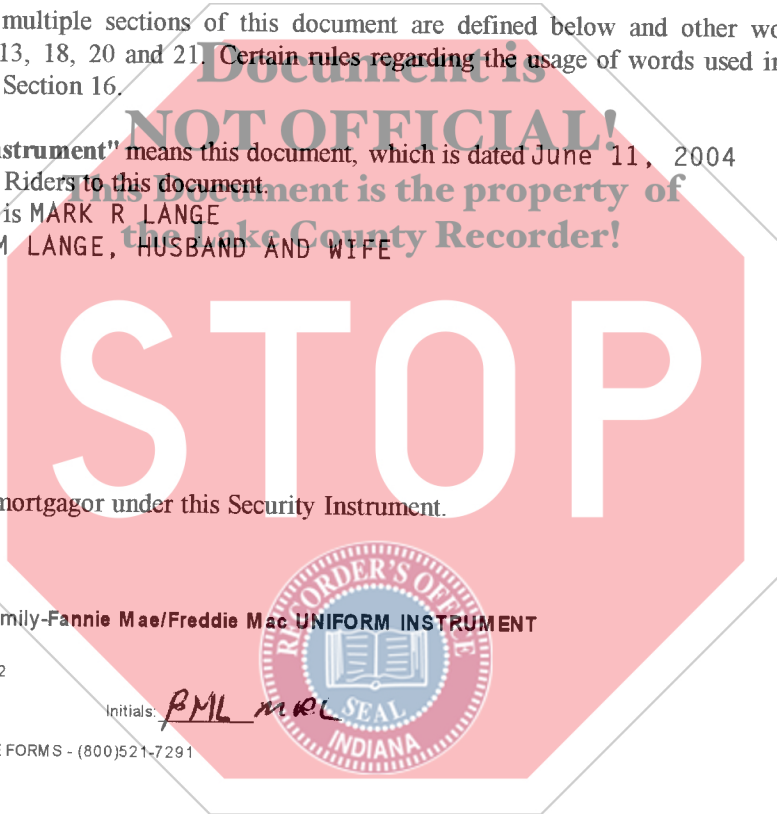 multiple sections of this document are defined below and other wo
13, 18, 20 and 21. Certain rules regarding the usage of words used in
Section 16.
Document is
NOT OFFICIAL!
This Document is the property of
the Lake County Recorder!
strument" means this document, which is dated June 11, 2004
Riders to this document.
is MARK R LANGE
M LANGE, HUSBAND AND WIFE
STOP
mortgagor under this Security Instrument.
RECORDER'S OFFICE
SEAL
INDIANA
mily-Fannie Mae/Freddie Mac UNIFORM INSTRUMENT
2
Initials: BML MRL
FORMS - (800)521-7291